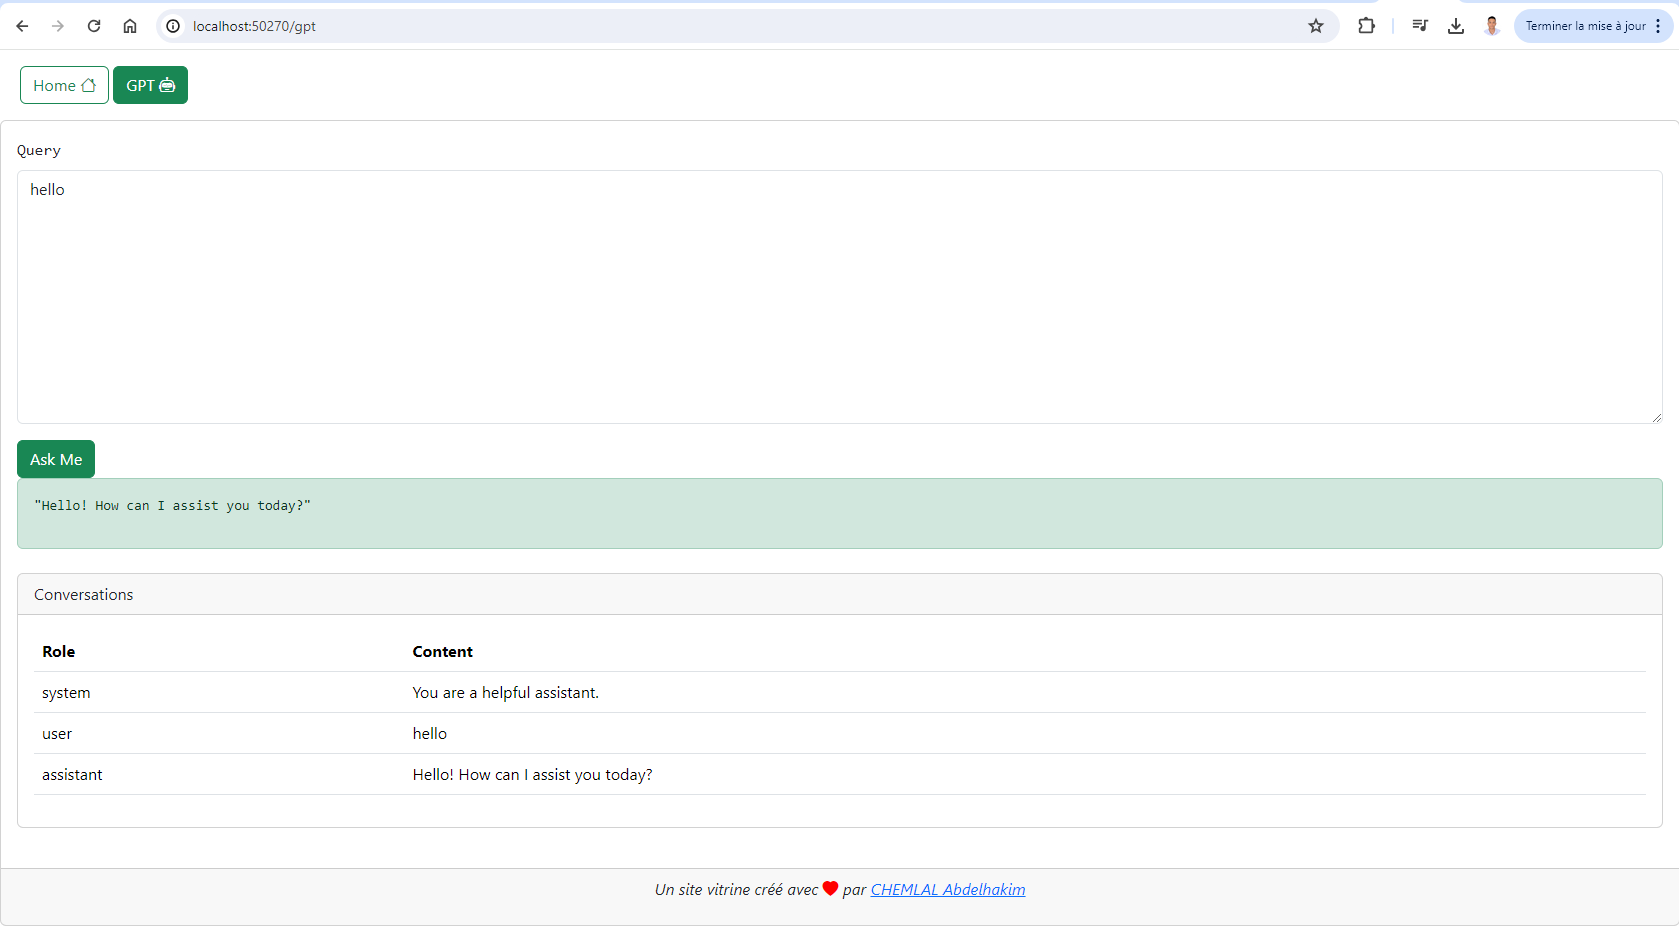 localhost:50270/gpt
Terminer la mise à jour
Home
GPT
Query
hello
Ask Me
"Hello! How can I assist you today?"
Conversations
Role Content
system You are a helpful assistant.
user hello
assistant Hello! How can I assist you today?
Un site vitrine créé avec ❤ par CHEMLAL Abdelhakim